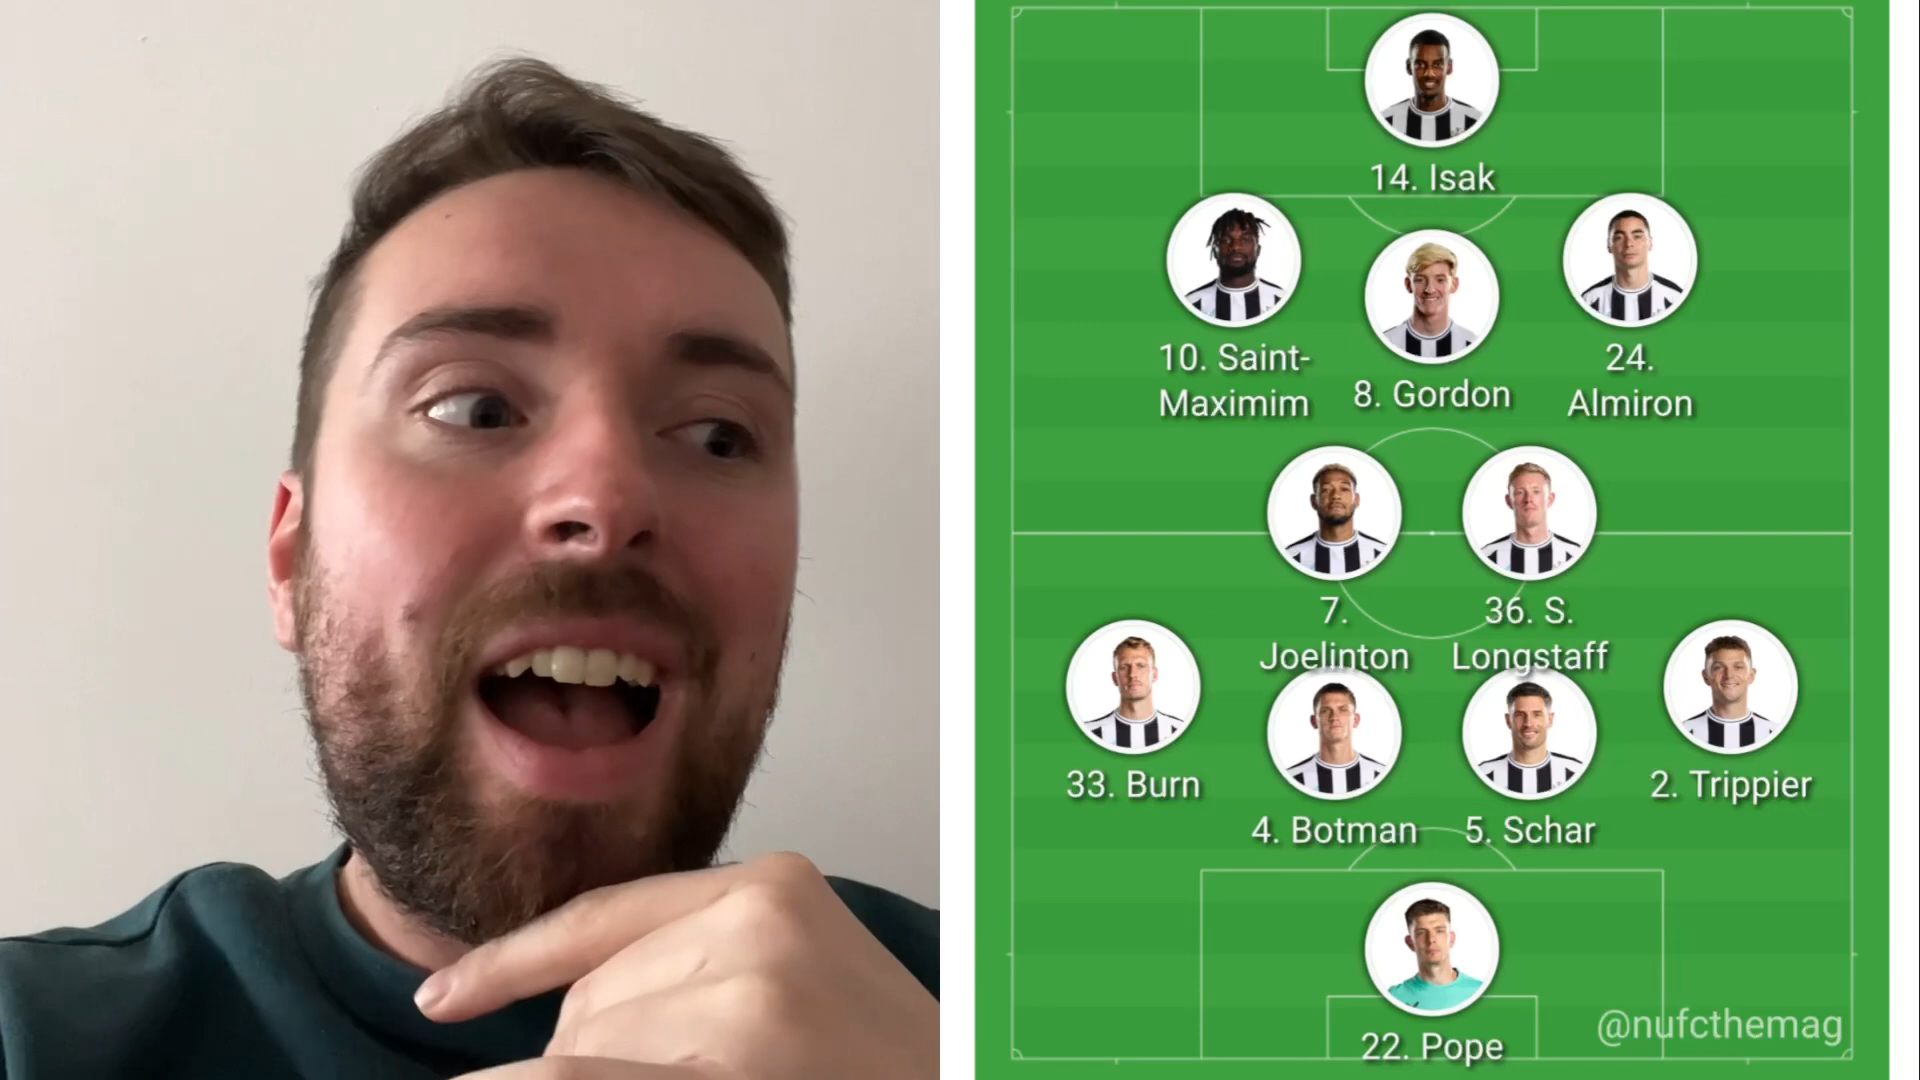 14. Isak
10. Saint-
Maximim
8. Gordon
24.
Almiron
7.
Joelinton
36. S.
Longstaff
33. Burn
4. Botman
5. Schar
2. Trippier
22. Pope
@nufcthemag